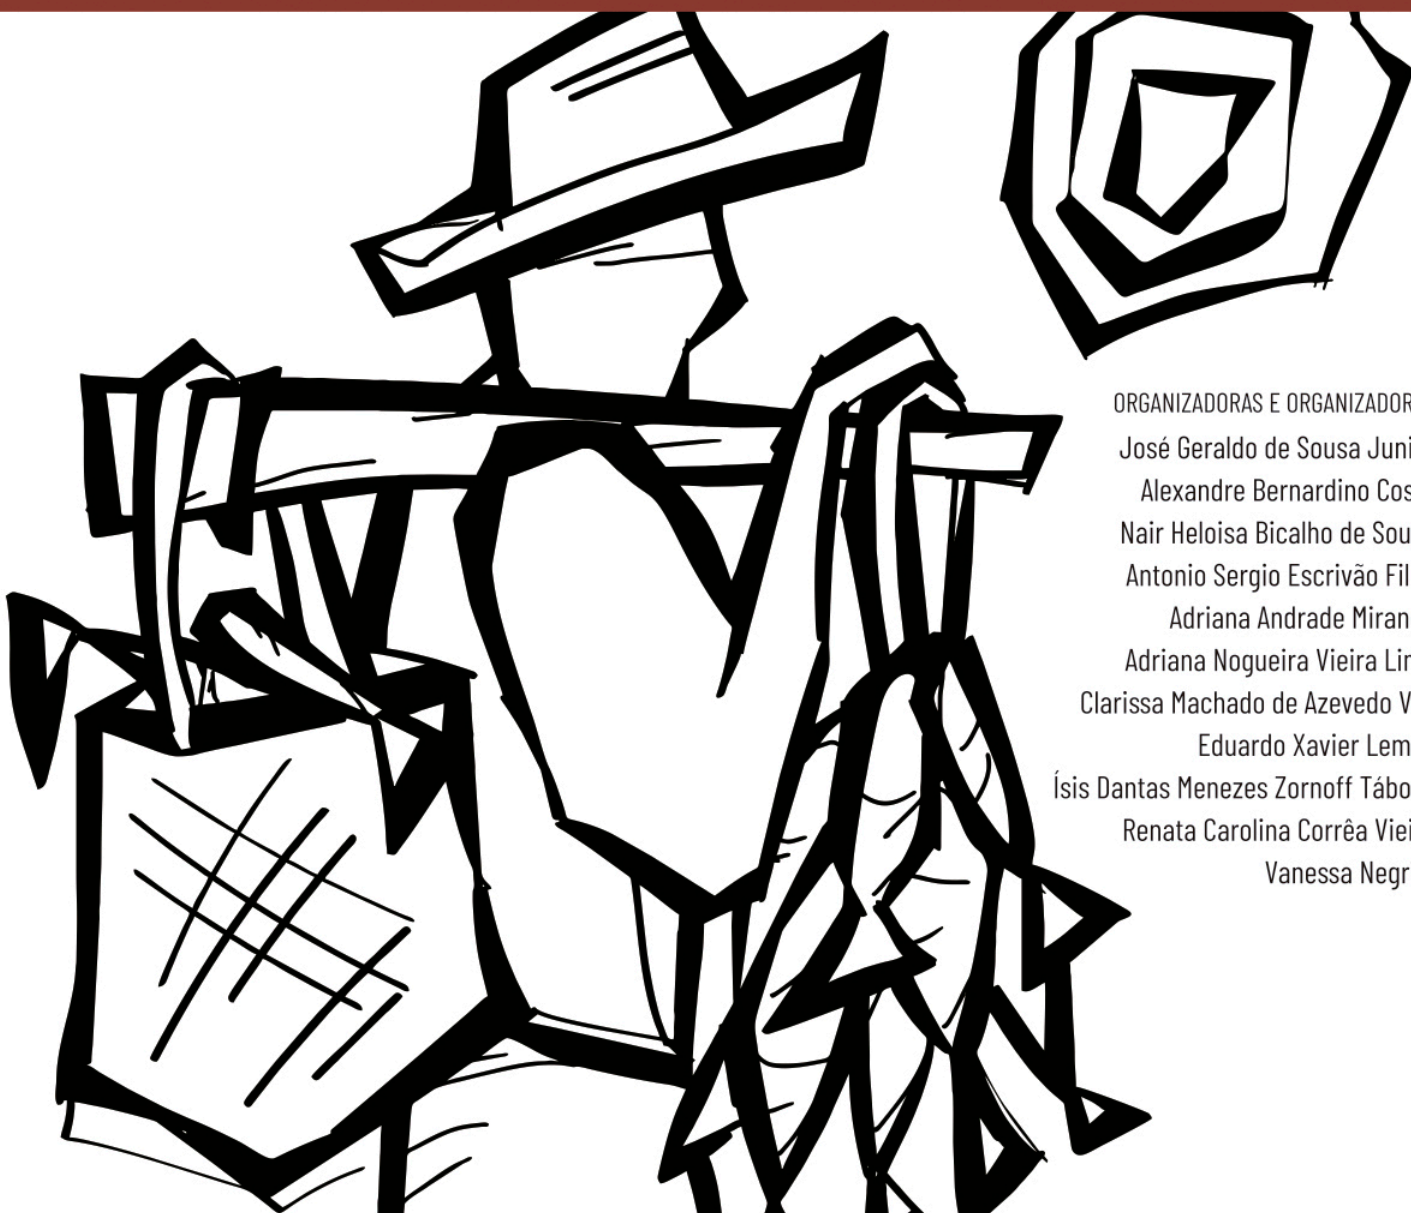 ORGANIZADORAS E ORGANIZADOR
José Geraldo de Sousa Juni
Alexandre Bernardino Cos
Nair Heloisa Bicalho de Sou
Antonio Sergio Escrivão Fil
Adriana Andrade Miran
Adriana Nogueira Vieira Lim
Clarissa Machado de Azevedo V
Eduardo Xavier Lem
Ísis Dantas Menezes Zornoff Tábo
Renata Carolina Corrêa Viei
Vanessa Negr